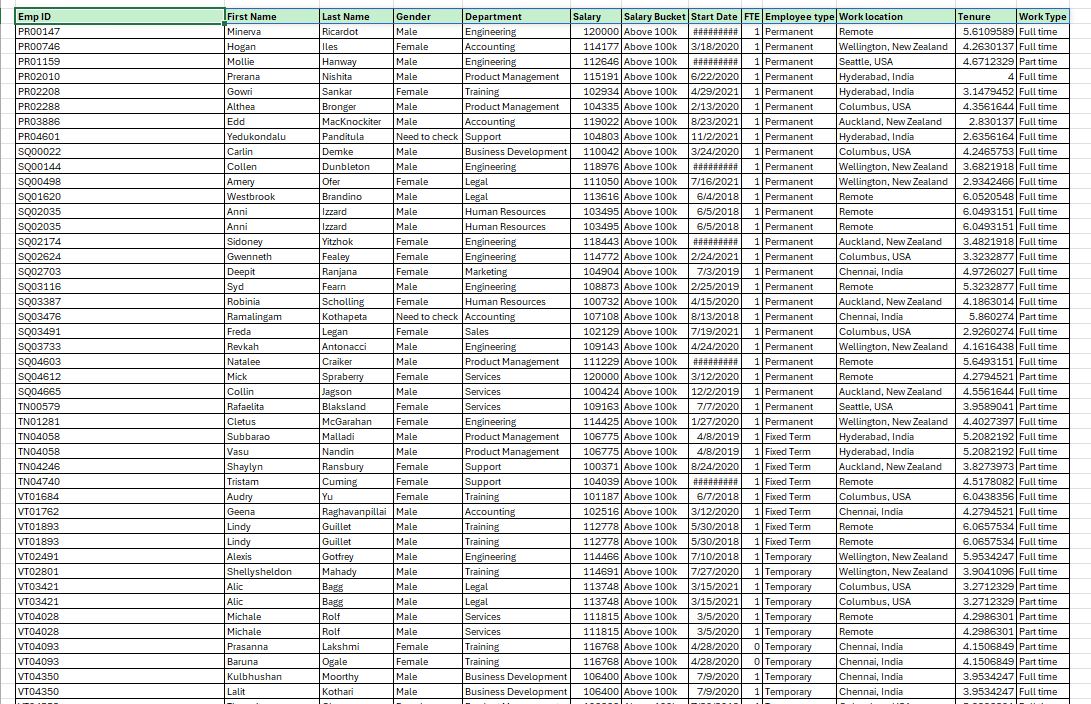 Emp ID First Name Last Name Gender Department Salary Salary Bucket Start Date FTE Employee type Work location Tenure Work Type
PR00147 Minerva Ricardot Male Engineering 120000 Above 100k ######### 1 Permanent Remote 5.6109589 Full time
PR00746 Hogan Iles Female Accounting 114177 Above 100k 3/18/2020 1 Permanent Wellington, New Zealand 4.2630137 Full time
PR01159 Mollie Hanway Male Engineering 112646 Above 100k ######### 1 Permanent Seattle, USA 4.6712329 Part time
PR02010 Prerana Nishita Male Product Management 115191 Above 100k 6/22/2020 1 Permanent Hyderabad, India 4 Full time
PR02208 Gowri Sankar Female Training 102934 Above 100k 4/29/2021 1 Permanent Hyderabad, India 3.1479452 Full time
PR02288 Althea Bronger Male Product Management 104335 Above 100k 2/13/2020 1 Permanent Columbus, USA 4.3561644 Full time
PR03886 Edd MacKnockiter Male Accounting 119022 Above 100k 8/23/2021 1 Permanent Auckland, New Zealand 2.830137 Full time
PR04601 Yedukondalu Panditula Need to check Support 104803 Above 100k 11/2/2021 1 Permanent Hyderabad, India 2.6356164 Full time
SQ00022 Carlin Demke Male Business Development 110042 Above 100k 3/24/2020 1 Permanent Columbus, USA 4.2465753 Full time
SQ00144 Collen Dunbleton Male Engineering 118976 Above 100k ######### 1 Permanent Wellington, New Zealand 3.6821918 Full time
SQ00498 Amery Ofer Female Legal 111050 Above 100k 7/16/2021 1 Permanent Wellington, New Zealand 2.9342466 Full time
SQ01620 Westbrook Brandino Male Legal 113616 Above 100k 6/4/2018 1 Permanent Remote 6.0520548 Full time
SQ02035 Anni Izzard Male Human Resources 103495 Above 100k 6/5/2018 1 Permanent Remote 6.0493151 Full time
SQ02035 Anni Izzard Male Human Resources 103495 Above 100k 6/5/2018 1 Permanent Remote 6.0493151 Full time
SQ02174 Sidoney Yitzhok Female Engineering 118443 Above 100k ######### 1 Permanent Auckland, New Zealand 3.4821918 Full time
SQ02624 Gwenneth Fealey Female Engineering 114772 Above 100k 2/24/2021 1 Permanent Columbus, USA 3.3232877 Full time
SQ02703 Deepit Ranjana Female Marketing 104904 Above 100k 7/3/2019 1 Permanent Chennai, India 4.9726027 Full time
SQ03116 Syd Fearn Male Engineering 108873 Above 100k 2/25/2019 1 Permanent Remote 5.3232877 Full time
SQ03387 Robinia Scholling Female Human Resources 100732 Above 100k 4/15/2020 1 Permanent Auckland, New Zealand 4.1863014 Full time
SQ03476 Ramalingam Kothapeta Need to check Accounting 107108 Above 100k 8/13/2018 1 Permanent Chennai, India 5.860274 Part time
SQ03491 Freda Legan Female Sales 102129 Above 100k 7/19/2021 1 Permanent Columbus, USA 2.9260274 Full time
SQ03733 Revkah Antonacci Male Engineering 109143 Above 100k 4/24/2020 1 Permanent Wellington, New Zealand 4.1616438 Full time
SQ04603 Natalee Craiker Male Product Management 111229 Above 100k ######### 1 Permanent Remote 5.6493151 Full time
SQ04612 Mick Spraberry Female Services 120000 Above 100k 3/12/2020 1 Permanent Remote 4.2794521 Part time
SQ04665 Collin Jagson Male Services 100424 Above 100k 12/2/2019 1 Permanent Auckland, New Zealand 4.5561644 Full time
TN00579 Rafaelita Blaksland Female Services 109163 Above 100k 7/7/2020 1 Permanent Seattle, USA 3.9589041 Part time
TN01281 Cletus McGarahan Female Engineering 114425 Above 100k 1/27/2020 1 Permanent Wellington, New Zealand 4.4027397 Full time
TN04058 Subbarao Malladi Male Product Management 106775 Above 100k 4/8/2019 1 Fixed Term Hyderabad, India 5.2082192 Full time
TN04058 Vasu Nandin Male Product Management 106775 Above 100k 4/8/2019 1 Fixed Term Hyderabad, India 5.2082192 Full time
TN04246 Shaylyn Ransbury Female Support 100371 Above 100k 8/24/2020 1 Fixed Term Auckland, New Zealand 3.8273973 Part time
TN04740 Tristam Cuming Female Support 104039 Above 100k ######### 1 Fixed Term Remote 4.5178082 Full time
VT01684 Audry Yu Female Training 101187 Above 100k 6/7/2018 1 Fixed Term Columbus, USA 6.0438356 Full time
VT01762 Geena Raghavanpillai Male Accounting 102516 Above 100k 3/12/2020 1 Fixed Term Chennai, India 4.2794521 Full time
VT01893 Lindy Guillet Male Training 112778 Above 100k 5/30/2018 1 Fixed Term Remote 6.0657534 Full time
VT01893 Lindy Guillet Male Training 112778 Above 100k 5/30/2018 1 Fixed Term Remote 6.0657534 Full time
VT02491 Alexis Gotfrey Male Engineering 114466 Above 100k 7/10/2018 1 Temporary Wellington, New Zealand 5.9534247 Full time
VT02801 Shellysheldon Mahady Male Training 114691 Above 100k 7/27/2020 1 Temporary Wellington, New Zealand 3.9041096 Full time
VT03421 Alic Bagg Male Legal 113748 Above 100k 3/15/2021 1 Temporary Columbus, USA 3.2712329 Part time
VT03421 Alic Bagg Male Legal 113748 Above 100k 3/15/2021 1 Temporary Columbus, USA 3.2712329 Part time
VT04028 Michale Rolf Male Services 111815 Above 100k 3/5/2020 1 Temporary Remote 4.2986301 Part time
VT04028 Michale Rolf Male Services 111815 Above 100k 3/5/2020 1 Temporary Remote 4.2986301 Part time
VT04093 Prasanna Lakshmi Female Training 116768 Above 100k 4/28/2020 0 Temporary Chennai, India 4.1506849 Part time
VT04093 Baruna Ogale Female Training 116768 Above 100k 4/28/2020 0 Temporary Chennai, India 4.1506849 Part time
VT04350 Kulbhushan Moorthy Male Business Development 106400 Above 100k 7/9/2020 1 Temporary Chennai, India 3.9534247 Full time
VT04350 Lalit Kothari Male Business Development 106400 Above 100k 7/9/2020 1 Temporary Chennai, India 3.9534247 Full time